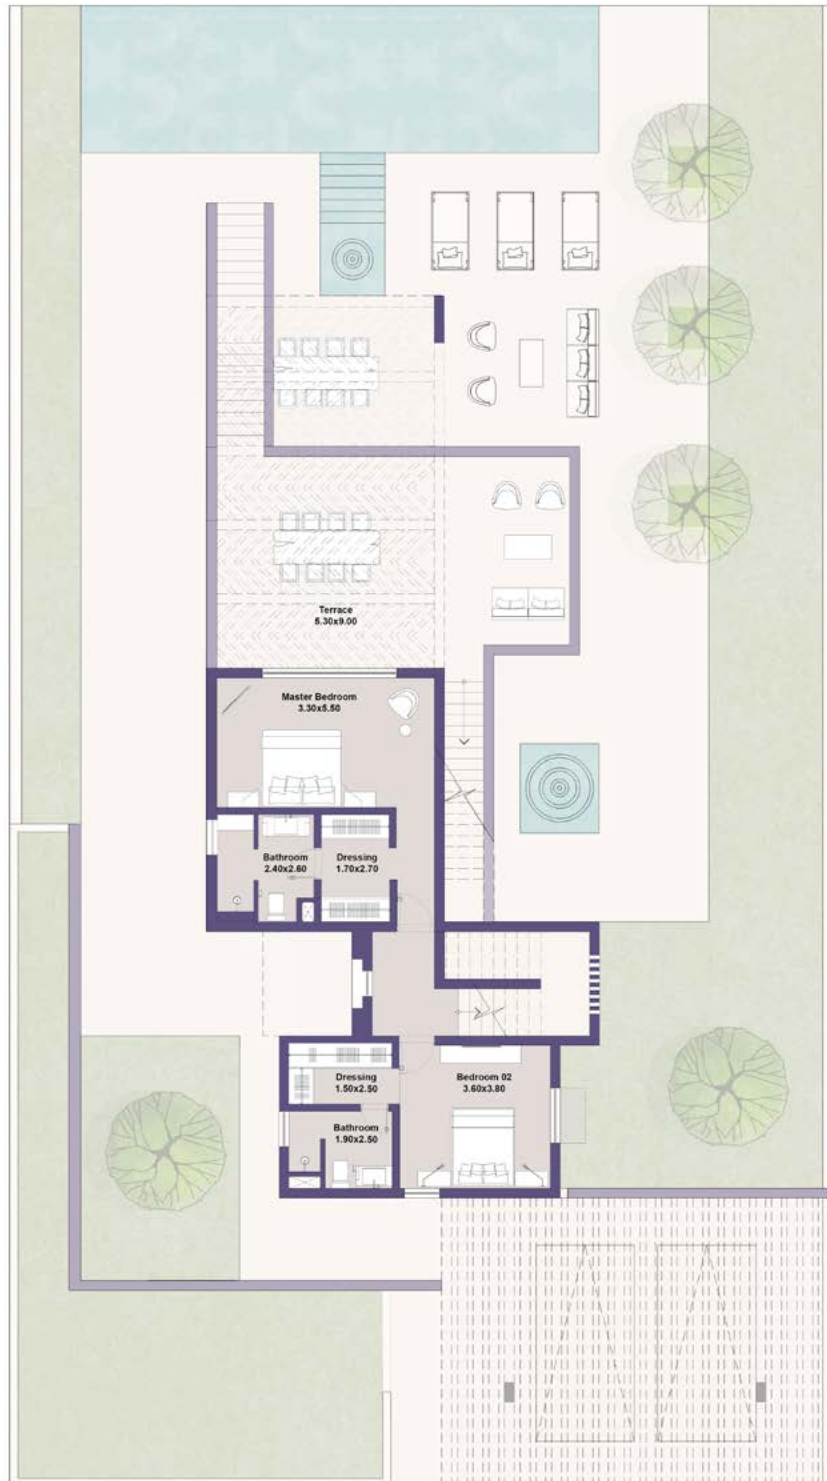 Terrace
5.30x9.00
Master Bedroom
3.30x5.50
Bathroom
2.40x2.60
Dressing
1.70x2.70
Dressing
1.50x2.50
Bedroom 02
3.60x3.80
Bathroom
1.90x2.50